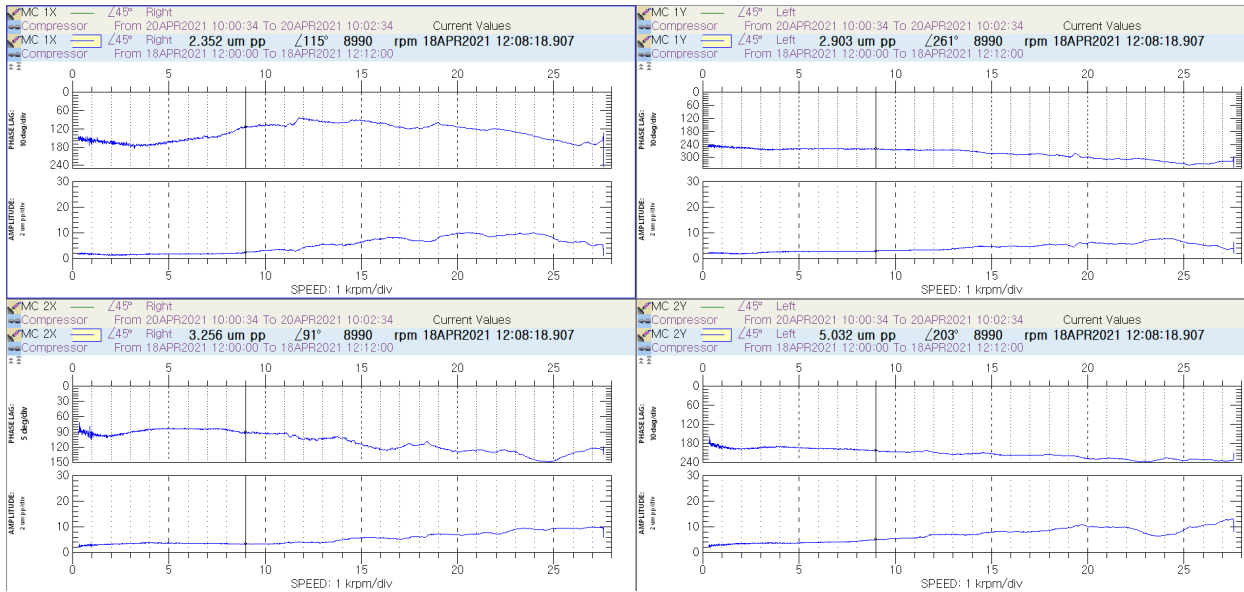 MC 1X ∠45° Right
Compressor From 20APR2021 10:00:34 To 20APR2021 10:02:34 Current Values
MC 1X ∠45° Right 2.352 um pp ∠115° 8990 rpm 18APR2021 12:08:18.907
Compressor From 18APR2021 12:00:00 To 18APR2021 12:12:00
0 5 10 15 20 25
PHASE LAG:
10 deg/div
0
60
120
180
240
AMPLITUDE:
2 um pp/div
30
20
10
0
0 5 10 15 20 25
SPEED: 1 krpm/div
MC 1Y ∠45° Left
Compressor From 20APR2021 10:00:34 To 20APR2021 10:02:34 Current Values
MC 1Y ∠45° Left 2.903 um pp ∠261° 8990 rpm 18APR2021 12:08:18.907
Compressor From 18APR2021 12:00:00 To 18APR2021 12:12:00
0 5 10 15 20 25
PHASE LAG:
10 deg/div
0
60
120
180
240
300
AMPLITUDE:
2 um pp/div
30
20
10
0
0 5 10 15 20 25
SPEED: 1 krpm/div
MC 2X ∠45° Right
Compressor From 20APR2021 10:00:34 To 20APR2021 10:02:34 Current Values
MC 2X ∠45° Right 3.256 um pp ∠91° 8990 rpm 18APR2021 12:08:18.907
Compressor From 18APR2021 12:00:00 To 18APR2021 12:12:00
0 5 10 15 20 25
PHASE LAG:
5 deg/div
0
30
60
90
120
150
AMPLITUDE:
2 um pp/div
30
20
10
0
0 5 10 15 20 25
SPEED: 1 krpm/div
MC 2Y ∠45° Left
Compressor From 20APR2021 10:00:34 To 20APR2021 10:02:34 Current Values
MC 2Y ∠45° Left 5.032 um pp ∠203° 8990 rpm 18APR2021 12:08:18.907
Compressor From 18APR2021 12:00:00 To 18APR2021 12:12:00
0 5 10 15 20 25
PHASE LAG:
10 deg/div
0
60
120
180
240
AMPLITUDE:
2 um pp/div
30
20
10
0
0 5 10 15 20 25
SPEED: 1 krpm/div